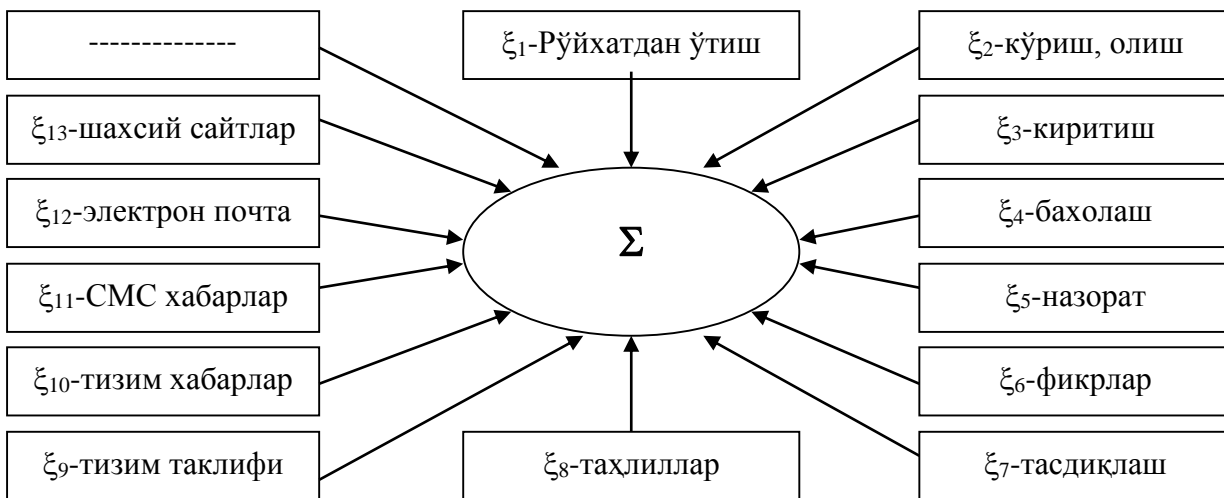 --------------
ξ1-Рўйхатдан ўтиш
ξ2-кўриш, олиш
ξ13-шахсий сайтлар
ξ3-киритиш
ξ12-электрон почта
Σ
ξ4-бахолаш
ξ11-СМС хабарлар
ξ5-назорат
ξ10-тизим хабарлар
ξ6-фикрлар
ξ9-тизим таклифи
ξ8-таҳлиллар
ξ7-тасдиқлаш